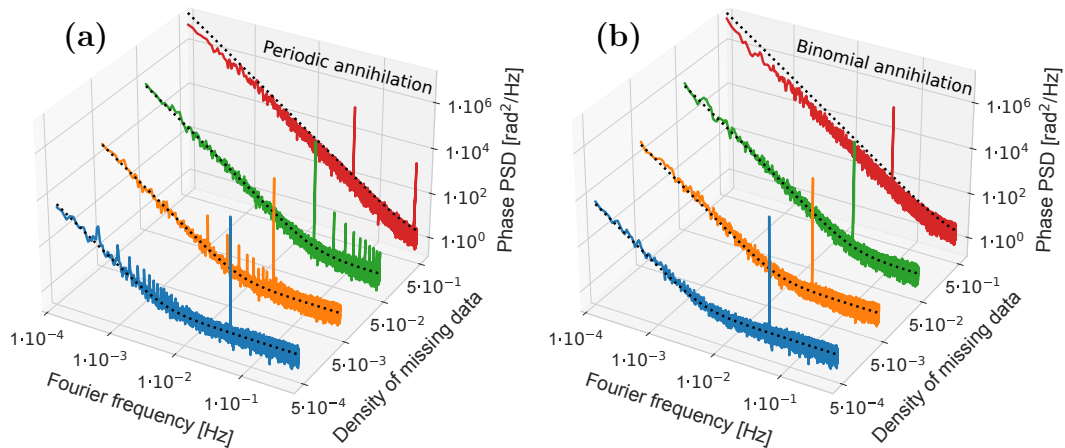 (a)
Periodic annihilation
1·10⁶
1·10⁴
1·10²
1·10⁰
Phase PSD [rad²/Hz]
5·10⁻¹
5·10⁻²
5·10⁻³
5·10⁻⁴
Density of missing data
1·10⁻⁴
1·10⁻³
1·10⁻²
1·10⁻¹
Fourier frequency [Hz]
(b)
Binomial annihilation
1·10⁶
1·10⁴
1·10²
1·10⁰
Phase PSD [rad²/Hz]
5·10⁻¹
5·10⁻²
5·10⁻³
5·10⁻⁴
Density of missing data
1·10⁻⁴
1·10⁻³
1·10⁻²
1·10⁻¹
Fourier frequency [Hz]